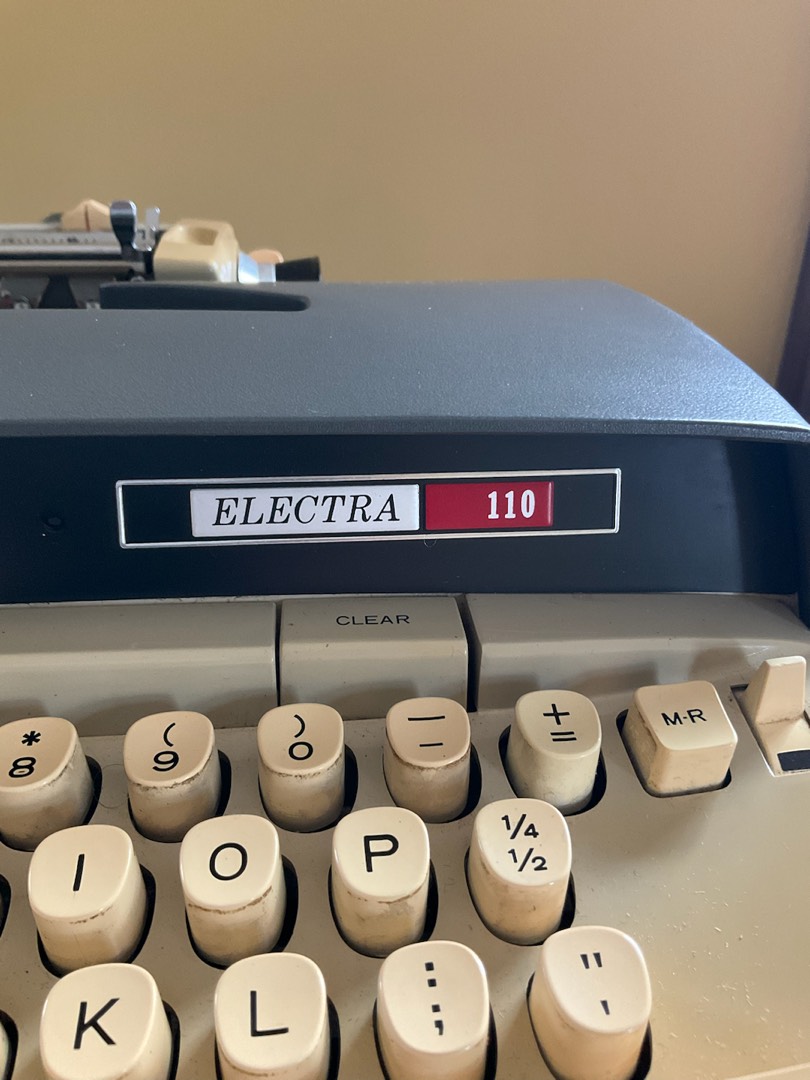 ELECTRA 110
CLEAR
* ( ) — + M-R
8 9 0 - =
I O P ¼ ½
K L : ; " '